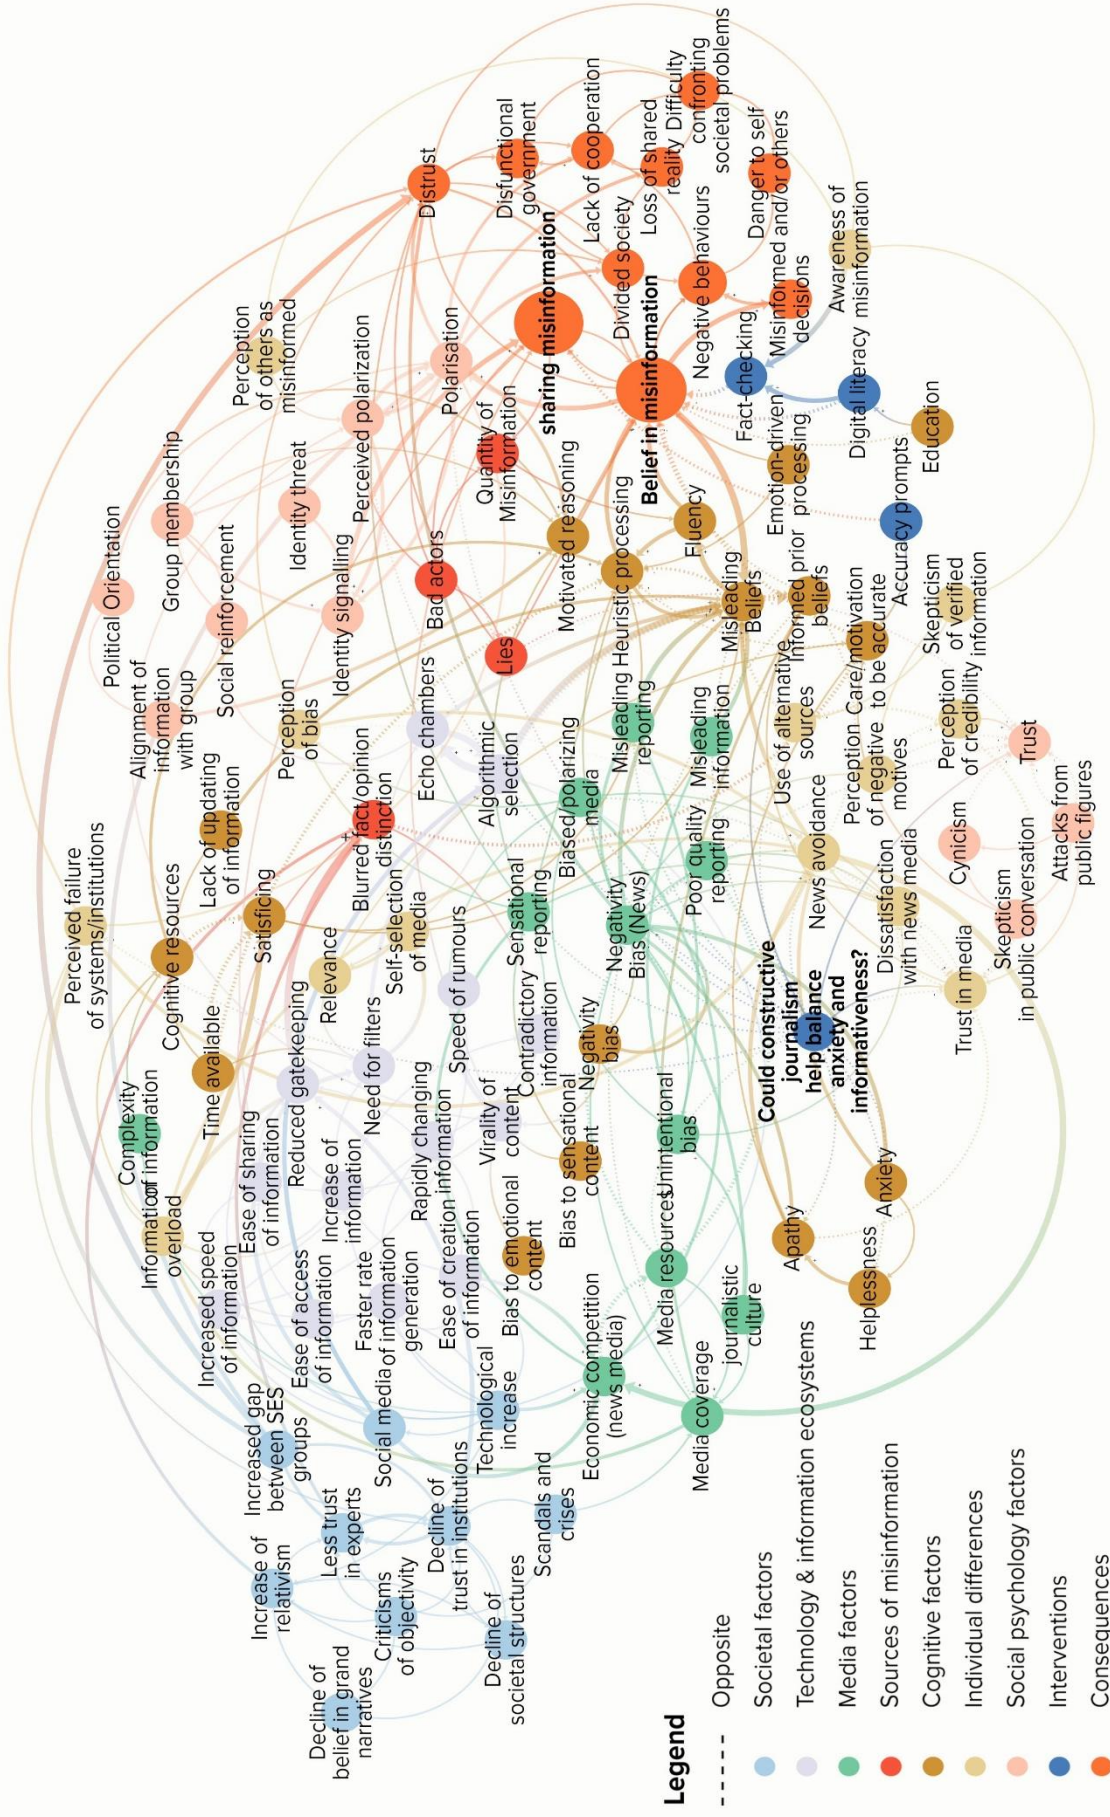 Perceived failure
of systems/institutions
Political Orientation
Complexity
of information
Alignment of
information
with group
Information
overload
Cognitive resources
Group membership
Increased speed
of information
Time available
Lack of updating
of information
Social reinforcement
Perception
of others as
misinformed
Increased gap
between SES
groups
Ease of sharing
of information
Satisficing
Increase of
relativism
Perception
of bias
Reduced gatekeeping
Identity threat
Ease of access
of information
Increase of
information
Relevance
Decline of
belief in grand
narratives
Less trust
in experts
Identity signalling
Perceived polarization
Faster rate
of information
generation
Need for filters
Blurred fact/opinion
distinction
Social media
Criticisms
of objectivity
Self-selection
of media
Rapidly changing
information
Echo chambers
Bad actors
Distrust
Decline of
trust in institutions
Ease of creation
of information
Speed of rumours
Polarisation
Technological
increase
Virality of
content
Algorithmic
selection
Quantity of
Misinformation
Decline of
societal structures
Lies
Bias to emotional
content
Contradictory
information
Sensational
reporting
Disfunctional
government
sharing misinformation
Scandals and
crises
Bias to sensational
content
Biased/polarizing
media
Motivated reasoning
Economic competition
(news media)
Negativity
bias
Lack of cooperation
Negativity
Bias (News)
Misleading
reporting
Heuristic processing
Divided society
Belief in misinformation
Loss of shared
reality
Media resources
Unintentional
bias
Difficulty
confronting
societal problems
Media coverage
Poor quality
reporting
Misleading
information
Fluency
Negative behaviours
journalistic
culture
Misleading
Beliefs
Fact-checking
Danger to self
and/or others
Could constructive
journalism
help balance
anxiety and
informativeness?
Apathy
News avoidance
Use of alternative
sources
Informed prior
beliefs
Emotion-driven
processing
Misinformed
decisions
Helplessness
Anxiety
Perception
of negative
motives
Care/motivation
to be accurate
Digital literacy
Awareness of
misinformation
Dissatisfaction
with news media
Accuracy prompts
Education
Trust in media
Cynicism
Perception
of credibility
Skepticism
of verified
information
Skepticism
in public conversation
Trust
Attacks from
public figures
Legend
Opposite
Societal factors
Technology & information ecosystems
Media factors
Sources of misinformation
Cognitive factors
Individual differences
Social psychology factors
Interventions
Consequences